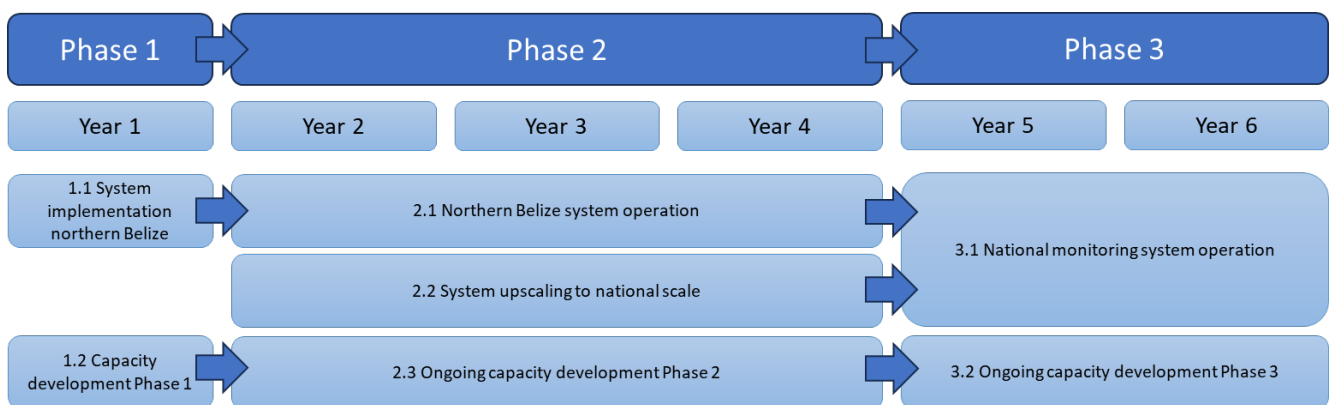 Phase 1
Phase 2
Phase 3
Year 1
Year 2
Year 3
Year 4
Year 5
Year 6
1.1 System
implementation
northern Belize
2.1 Northern Belize system operation
2.2 System upscaling to national scale
3.1 National monitoring system operation
1.2 Capacity
development Phase 1
2.3 Ongoing capacity development Phase 2
3.2 Ongoing capacity development Phase 3